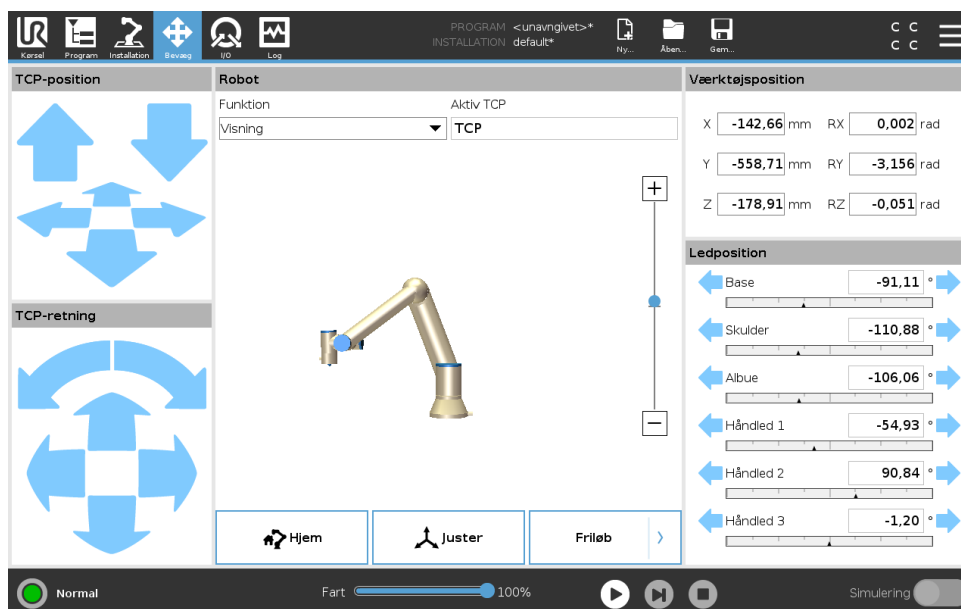 UR
Kørsel
Program
Installation
Bevæg
I/O
Log
PROGRAM <unavngivet>*
INSTALLATION default*
Ny...
Åben...
Gem...
C C
C C
TCP-position
TCP-retning
Robot
Funktion
Aktiv TCP
Visning
TCP
+
−
Hjem
Juster
Friløb
Værktøjsposition
X -142,66 mm RX 0,002 rad
Y -558,71 mm RY -3,156 rad
Z -178,91 mm RZ -0,051 rad
Ledposition
Base -91,11 °
Skulder -110,88 °
Albue -106,06 °
Håndled 1 -54,93 °
Håndled 2 90,84 °
Håndled 3 -1,20 °
Normal
Fart 100%
Simulering